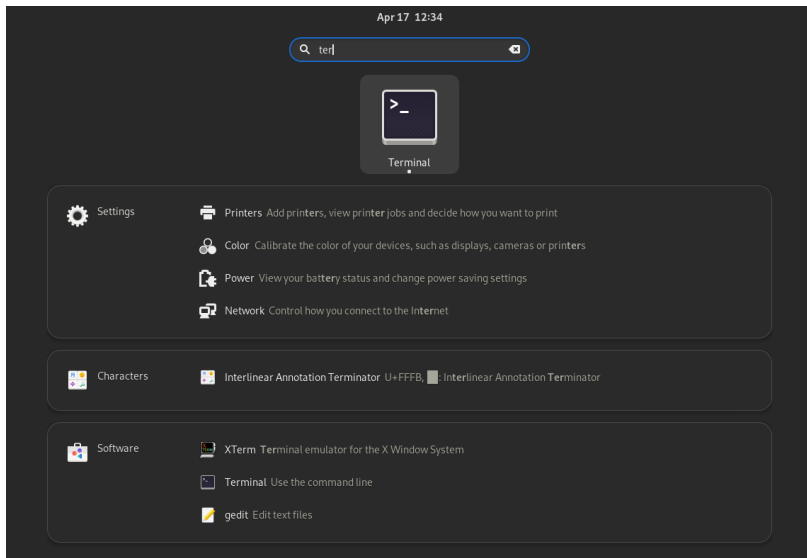 Apr 17 12:34
ter
Terminal
Settings
Printers Add printers, view printer jobs and decide how you want to print
Color Calibrate the color of your devices, such as displays, cameras or printers
Power View your battery status and change power saving settings
Network Control how you connect to the Internet
Characters
Interlinear Annotation Terminator U+FFFB, : Interlinear Annotation Terminator
Software
XTerm Terminal emulator for the X Window System
Terminal Use the command line
gedit Edit text files